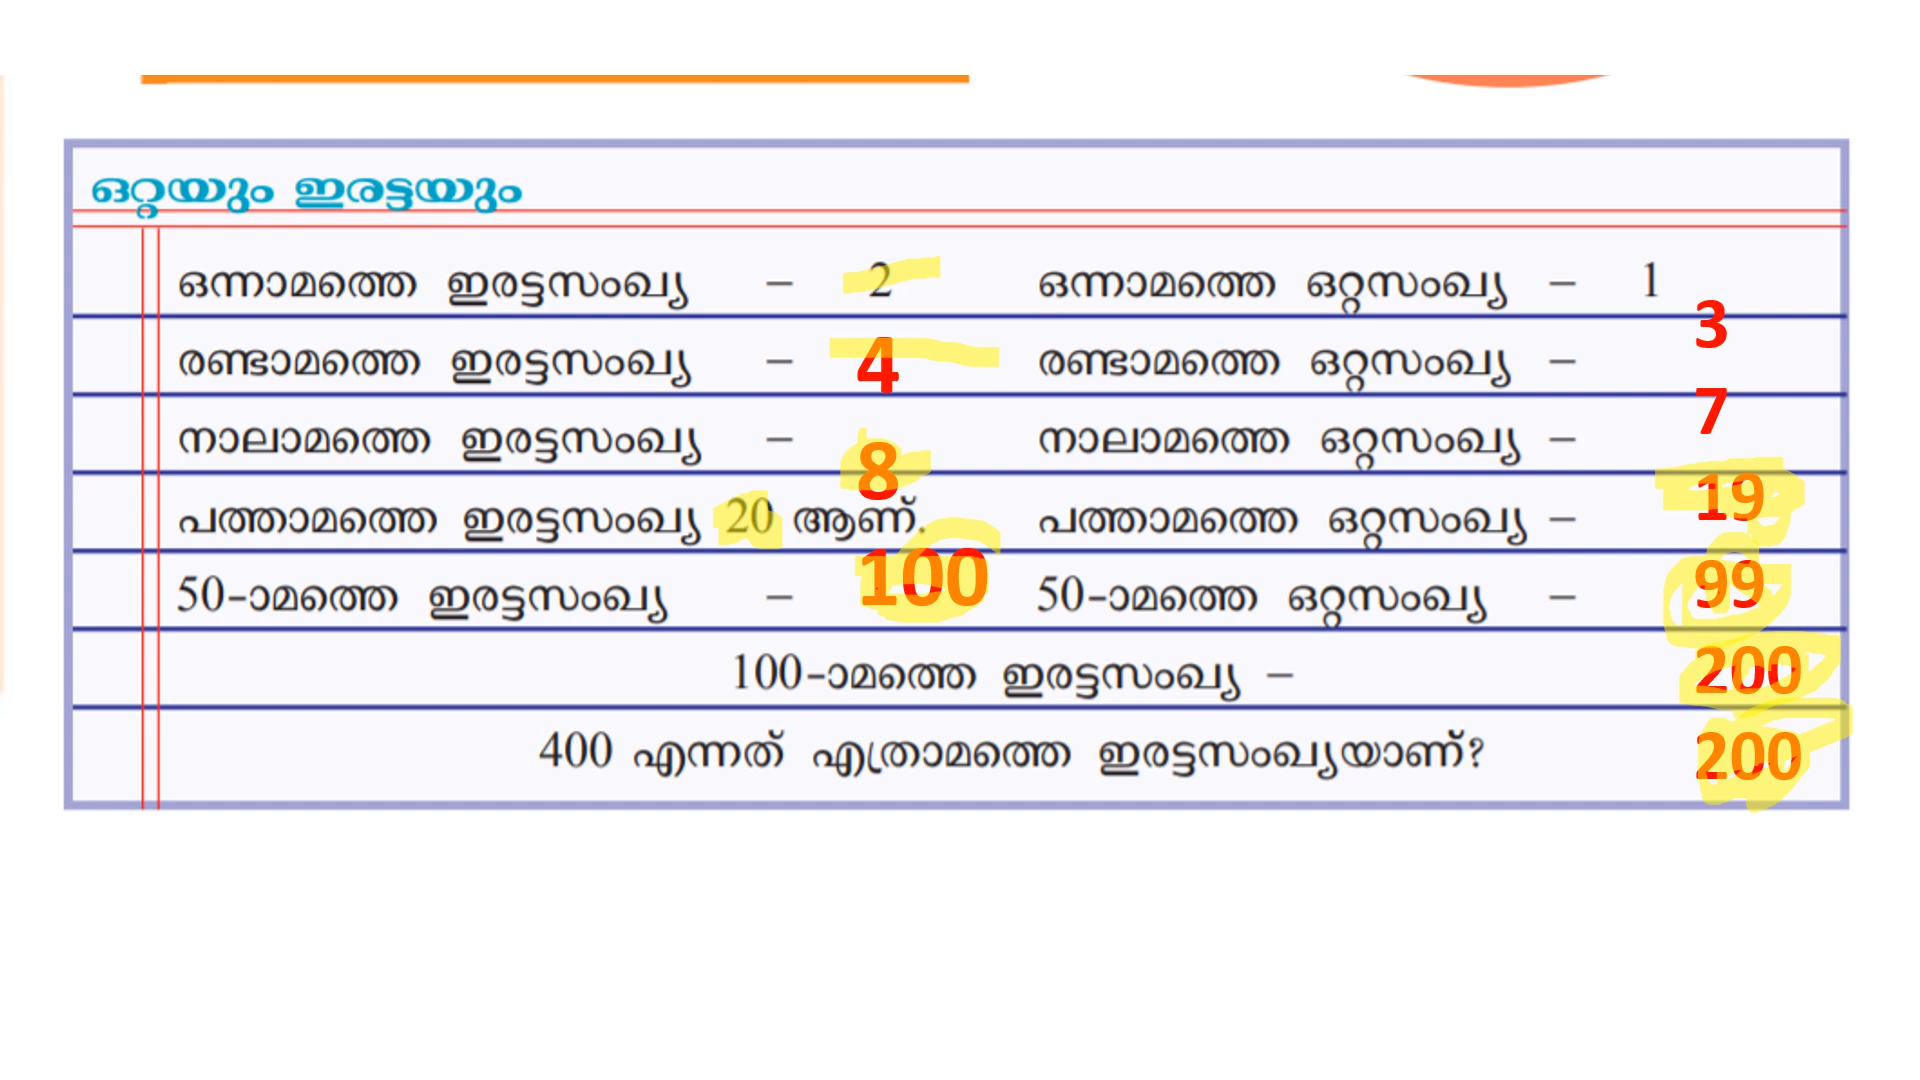 ഒറ്റയും ഇരട്ടയും
ഒന്നാമത്തെ ഇരട്ടസംഖ്യ – 2 ഒന്നാമത്തെ ഒറ്റസംഖ്യ – 1
രണ്ടാമത്തെ ഇരട്ടസംഖ്യ – 4 രണ്ടാമത്തെ ഒറ്റസംഖ്യ – 3
നാലാമത്തെ ഇരട്ടസംഖ്യ – 8 നാലാമത്തെ ഒറ്റസംഖ്യ – 7
പത്താമത്തെ ഇരട്ടസംഖ്യ 20 ആണ്. പത്താമത്തെ ഒറ്റസംഖ്യ – 19
50-ാമത്തെ ഇരട്ടസംഖ്യ – 100 50-ാമത്തെ ഒറ്റസംഖ്യ – 99
100-ാമത്തെ ഇരട്ടസംഖ്യ – 200
400 എന്നത് എത്രാമത്തെ ഇരട്ടസംഖ്യയാണ്? 200